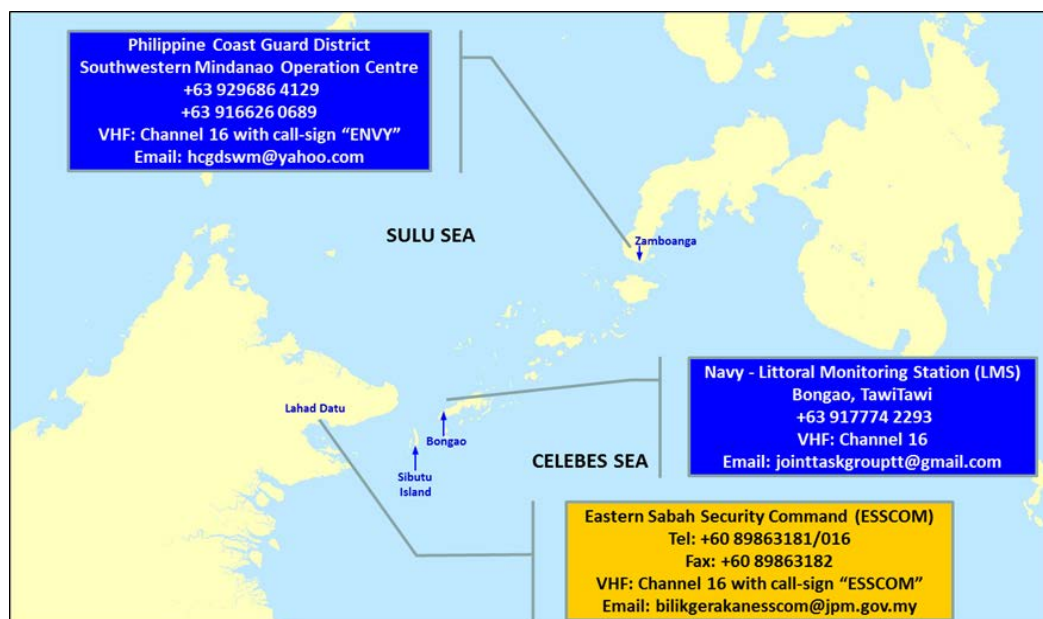 Philippine Coast Guard District
Southwestern Mindanao Operation Centre
+63 929686 4129
+63 916626 0689
VHF: Channel 16 with call-sign “ENVY”
Email: hcgdswm@yahoo.com
SULU SEA
Zamboanga
Navy - Littoral Monitoring Station (LMS)
Bongao, TawiTawi
+63 917774 2293
VHF: Channel 16
Email: jointtaskgrouptt@gmail.com
Lahad Datu
Bongao
CELEBES SEA
Sibutu
Island
Eastern Sabah Security Command (ESSCOM)
Tel: +60 89863181/016
Fax: +60 89863182
VHF: Channel 16 with call-sign “ESSCOM”
Email: bilikgerakanesscom@jpm.gov.my